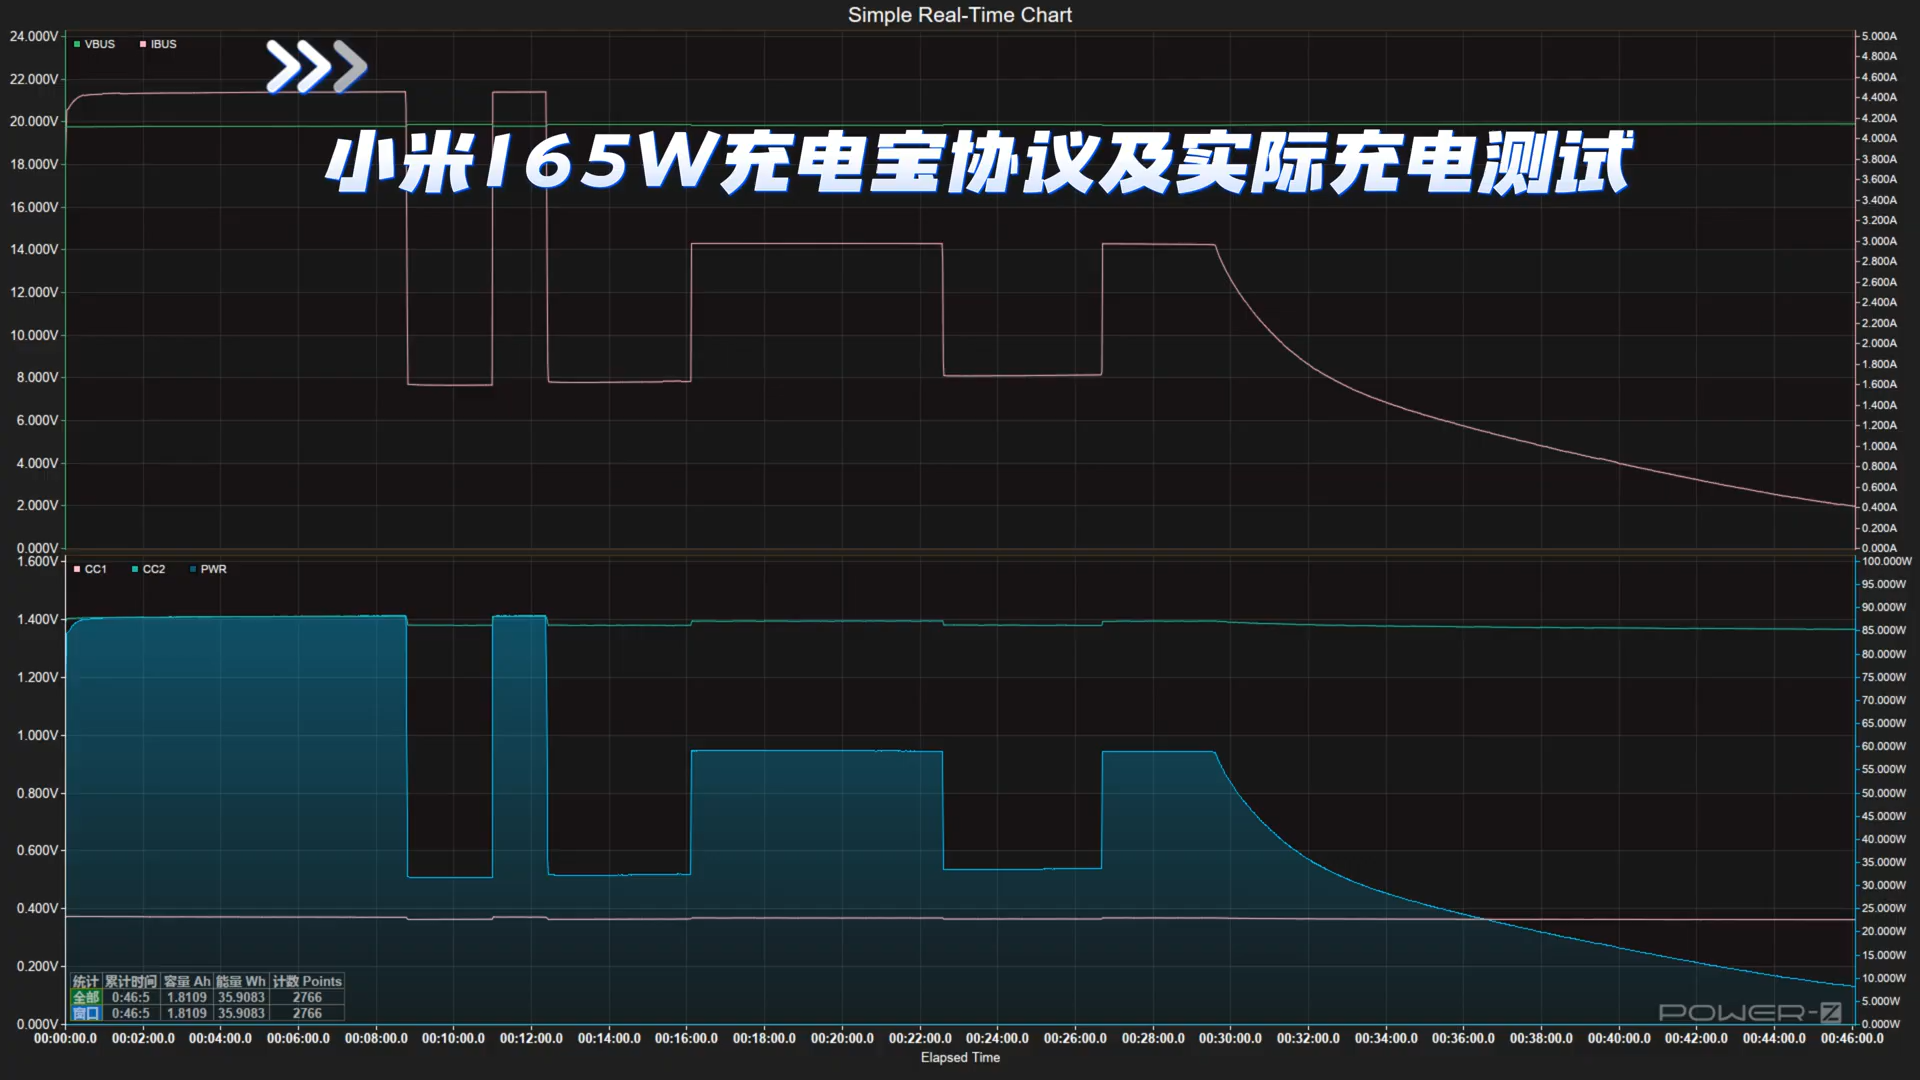 Simple Real-Time Chart
VBUS IBUS
24.000V
22.000V
20.000V
18.000V
16.000V
14.000V
12.000V
10.000V
8.000V
6.000V
4.000V
2.000V
0.000V
5.000A
4.800A
4.600A
4.400A
4.200A
4.000A
3.800A
3.600A
3.400A
3.200A
3.000A
2.800A
2.600A
2.400A
2.200A
2.000A
1.800A
1.600A
1.400A
1.200A
1.000A
0.800A
0.600A
0.400A
0.200A
0.000A
小米165W充电宝协议及实际充电测试
CC1 CC2 PWR
1.600V
1.400V
1.200V
1.000V
0.800V
0.600V
0.400V
0.200V
0.000V
100.000W
95.000W
90.000W
85.000W
80.000W
75.000W
70.000W
65.000W
60.000W
55.000W
50.000W
45.000W
40.000W
35.000W
30.000W
25.000W
20.000W
15.000W
10.000W
5.000W
0.000W
统计 累计时间 容量 Ah 能量 Wh 计数 Points
全部 0:46:5 1.8109 35.9083 2766
窗口 0:46:5 1.8109 35.9083 2766
POWER-Z
00:00:00.0 00:02:00.0 00:04:00.0 00:06:00.0 00:08:00.0 00:10:00.0 00:12:00.0 00:14:00.0 00:16:00.0 00:18:00.0 00:20:00.0 00:22:00.0 00:24:00.0 00:26:00.0 00:28:00.0 00:30:00.0 00:32:00.0 00:34:00.0 00:36:00.0 00:38:00.0 00:40:00.0 00:42:00.0 00:44:00.0 00:46:00.0
Elapsed Time